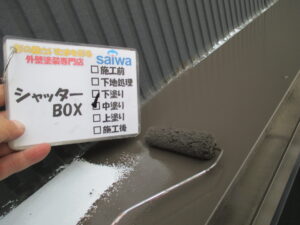 外壁塗装専門店
saiwa
シャッター
BOX
□施工前
□下地処理
□下塗り
□中塗り
□上塗り
□施工後